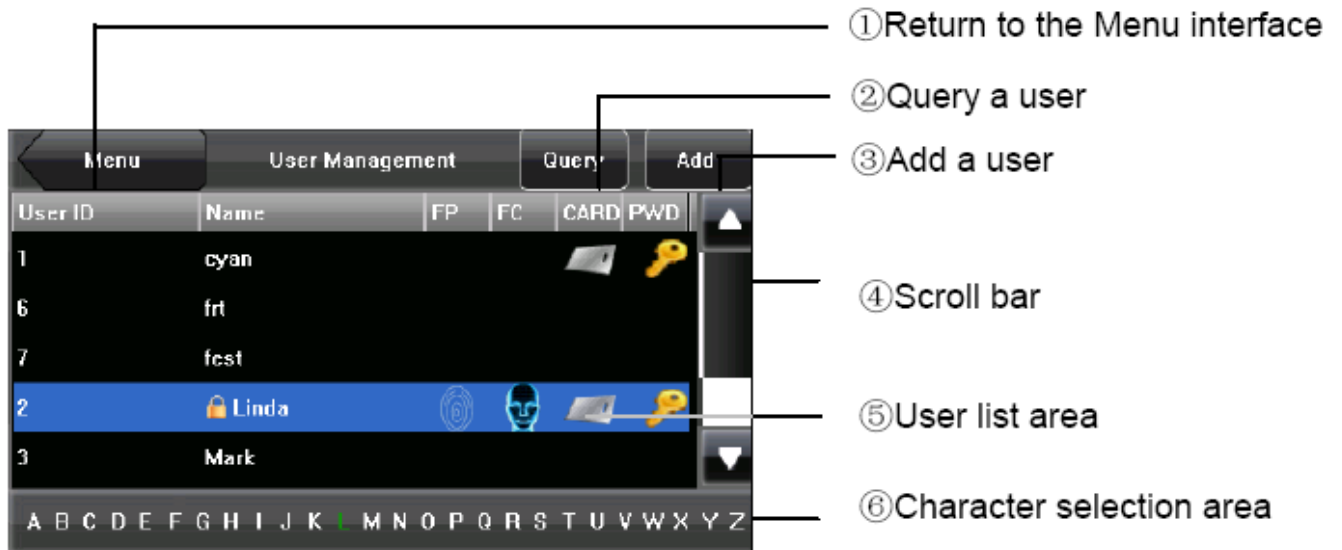 ①Return to the Menu interface
②Query a user
③Add a user
Menu User Management Query Add
User ID Name FP FC CARD PWD
1 cyan
6 frt
④Scroll bar
7 fest
2 Linda
⑤User list area
3 Mark
⑥Character selection area
A B C D E F G H I J K L M N O P Q R S T U V W X Y Z